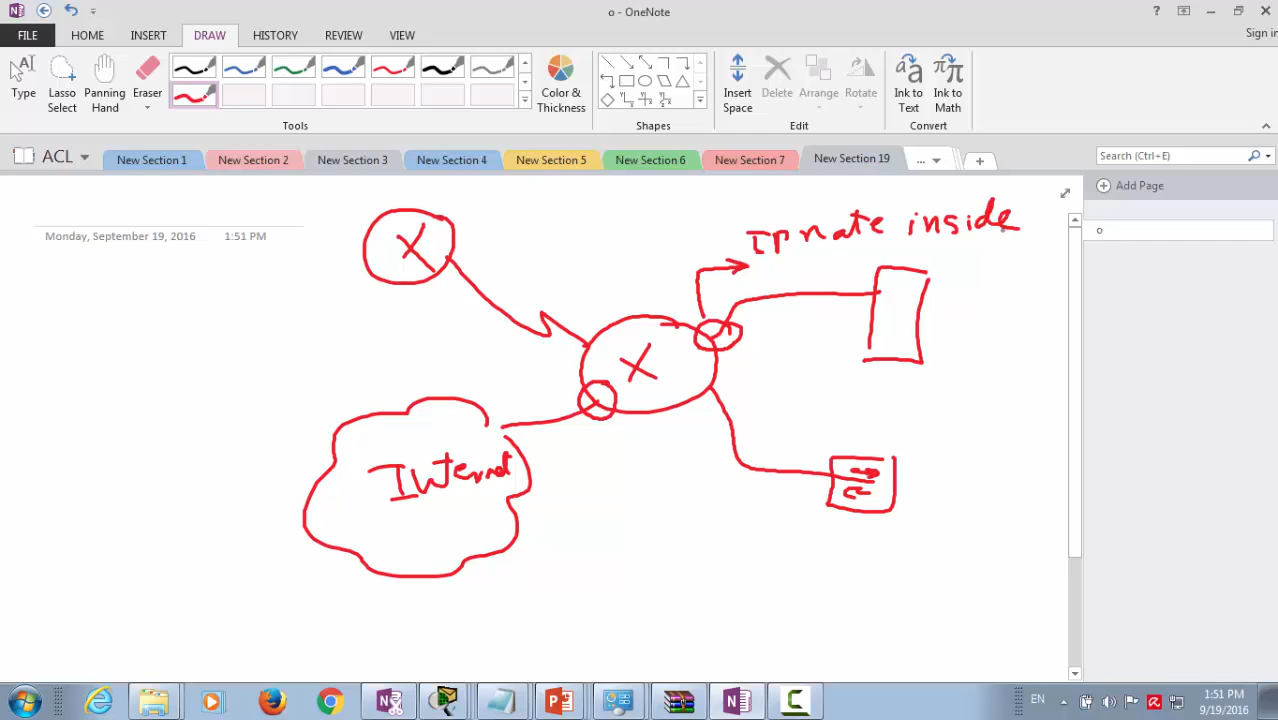 o - OneNote
? 
FILE HOME INSERT DRAW HISTORY REVIEW VIEW
Sign in
Type
Lasso Select
Panning Hand
Eraser
Color & Thickness
Insert Space
Delete
Arrange
Rotate
Ink to Text
Ink to Math
Tools Shapes Edit Convert
ACL New Section 1 New Section 2 New Section 3 New Section 4 New Section 5 New Section 6 New Section 7 New Section 19 ... +
Search (Ctrl+E)
Add Page
o
Monday, September 19, 2016 1:51 PM
IP nate inside
X
X
Internet
EN
1:51 PM
9/19/2016